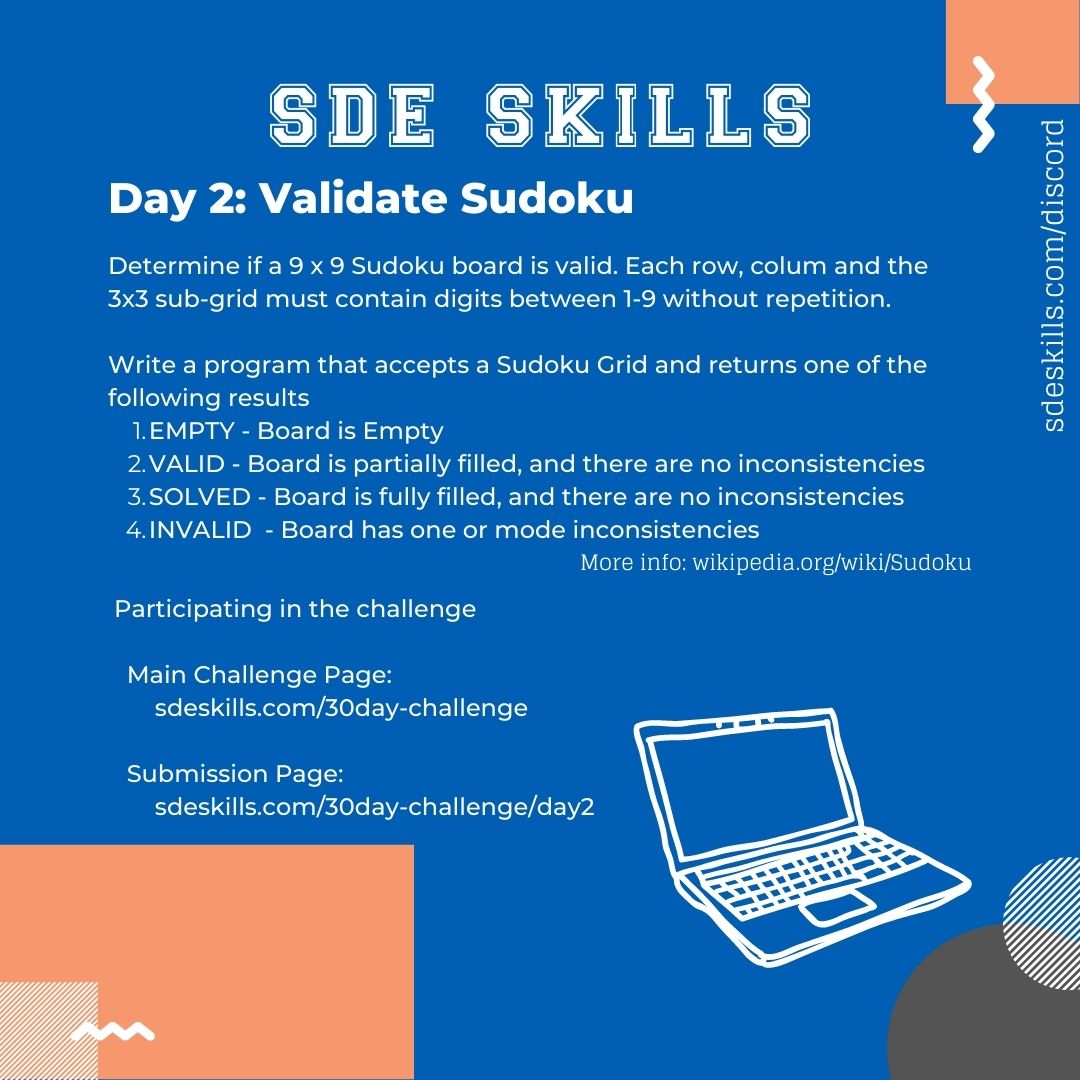 SDE SKILLS
Day 2: Validate Sudoku
Determine if a 9 x 9 Sudoku board is valid. Each row, colum and the
3x3 sub-grid must contain digits between 1-9 without repetition.
Write a program that accepts a Sudoku Grid and returns one of the
following results
1. EMPTY - Board is Empty
2. VALID - Board is partially filled, and there are no inconsistencies
3. SOLVED - Board is fully filled, and there are no inconsistencies
4. INVALID - Board has one or mode inconsistencies
More info: wikipedia.org/wiki/Sudoku
Participating in the challenge
Main Challenge Page:
sdeskills.com/30day-challenge
Submission Page:
sdeskills.com/30day-challenge/day2
sdeskills.com/discord